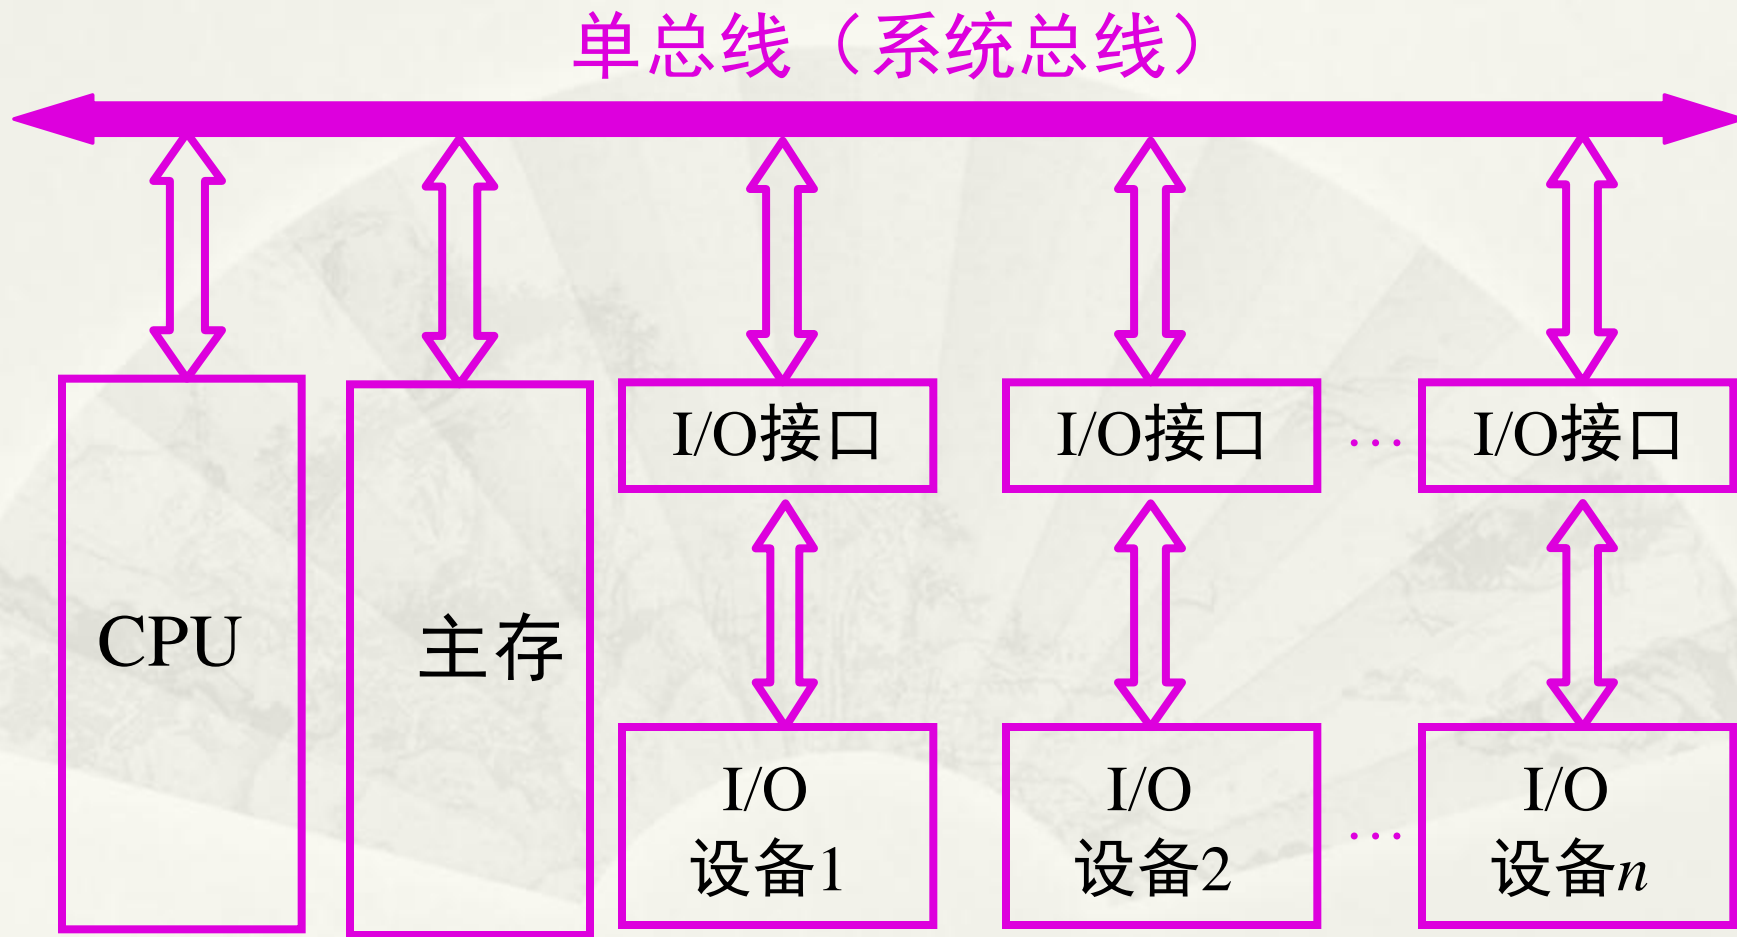 单总线（系统总线）
I/O接口
I/O接口
…
I/O接口
CPU
主存
I/O
设备1
I/O
设备2
…
I/O
设备n